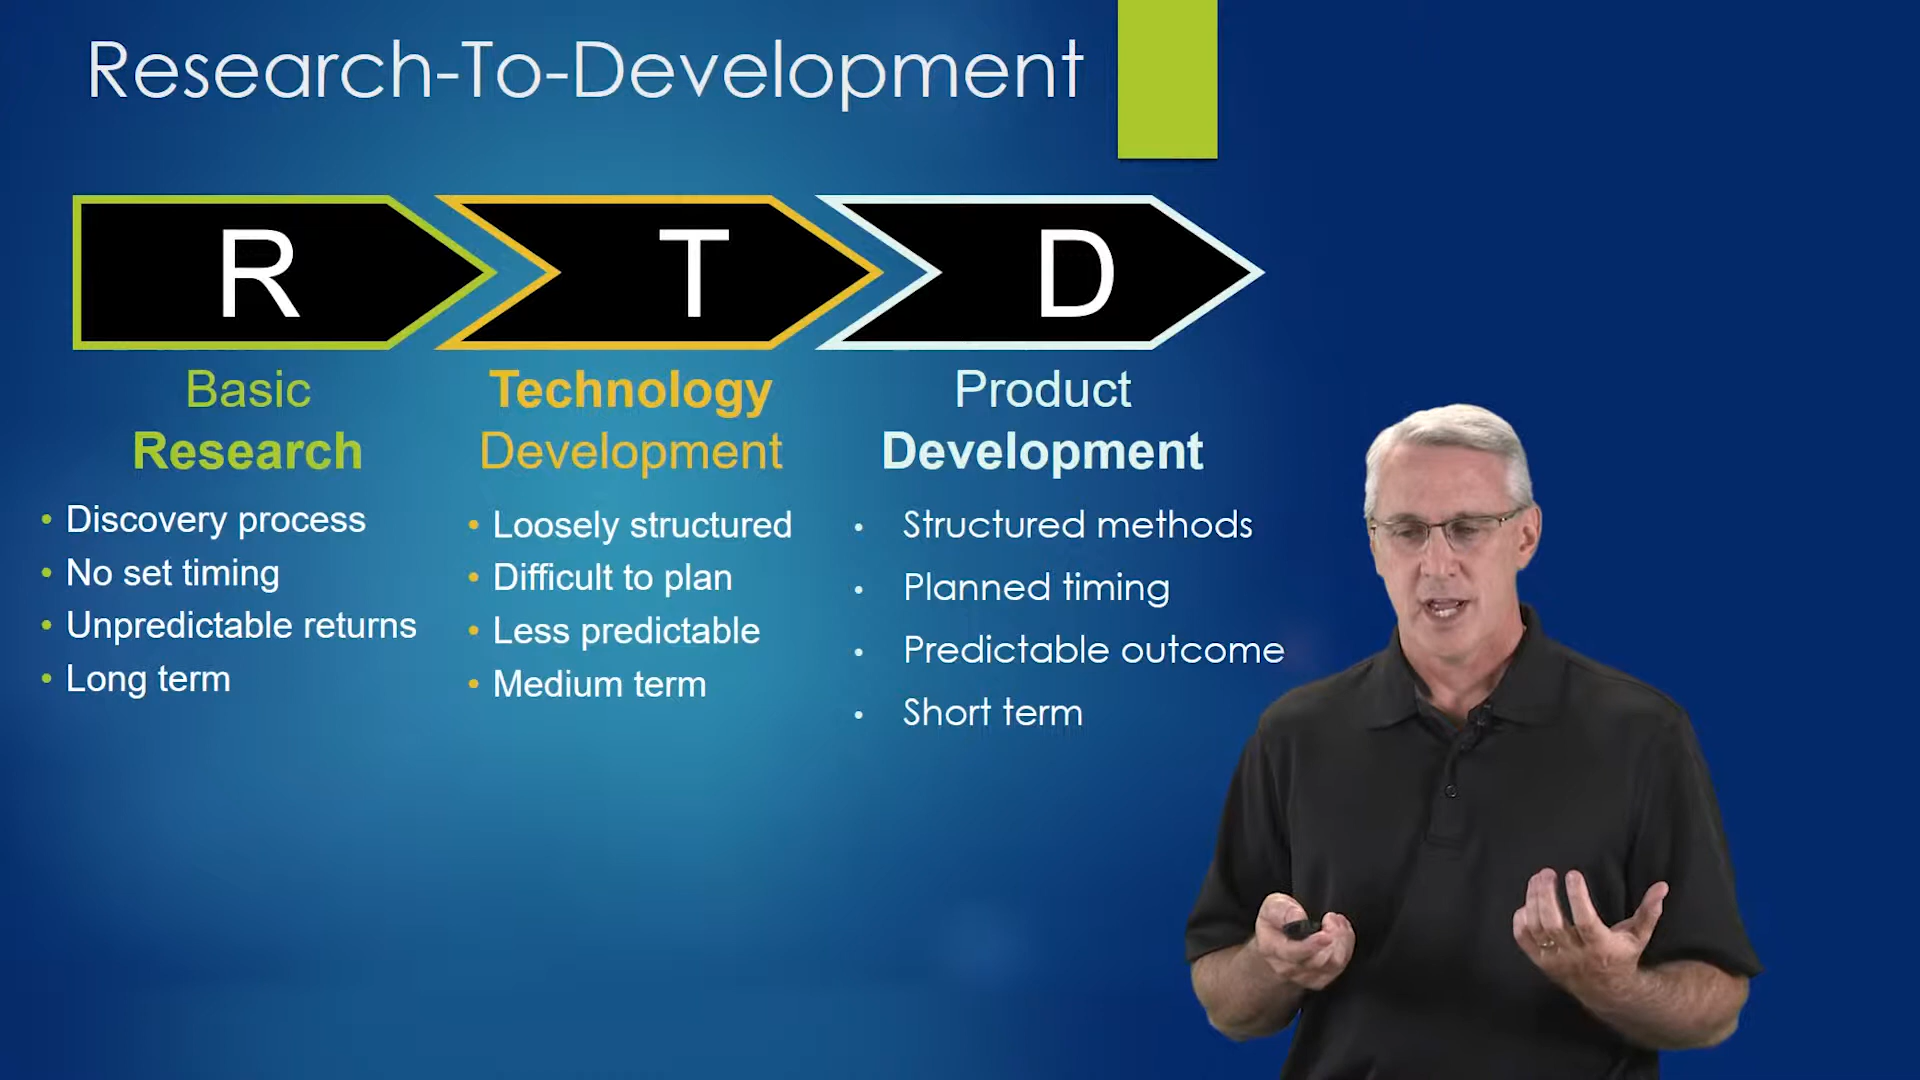 Research-To-Development
R
T
D
Basic
Research
Technology
Development
Product
Development
• Discovery process
• No set timing
• Unpredictable returns
• Long term
• Loosely structured
• Difficult to plan
• Less predictable
• Medium term
• Structured methods
• Planned timing
• Predictable outcome
• Short term